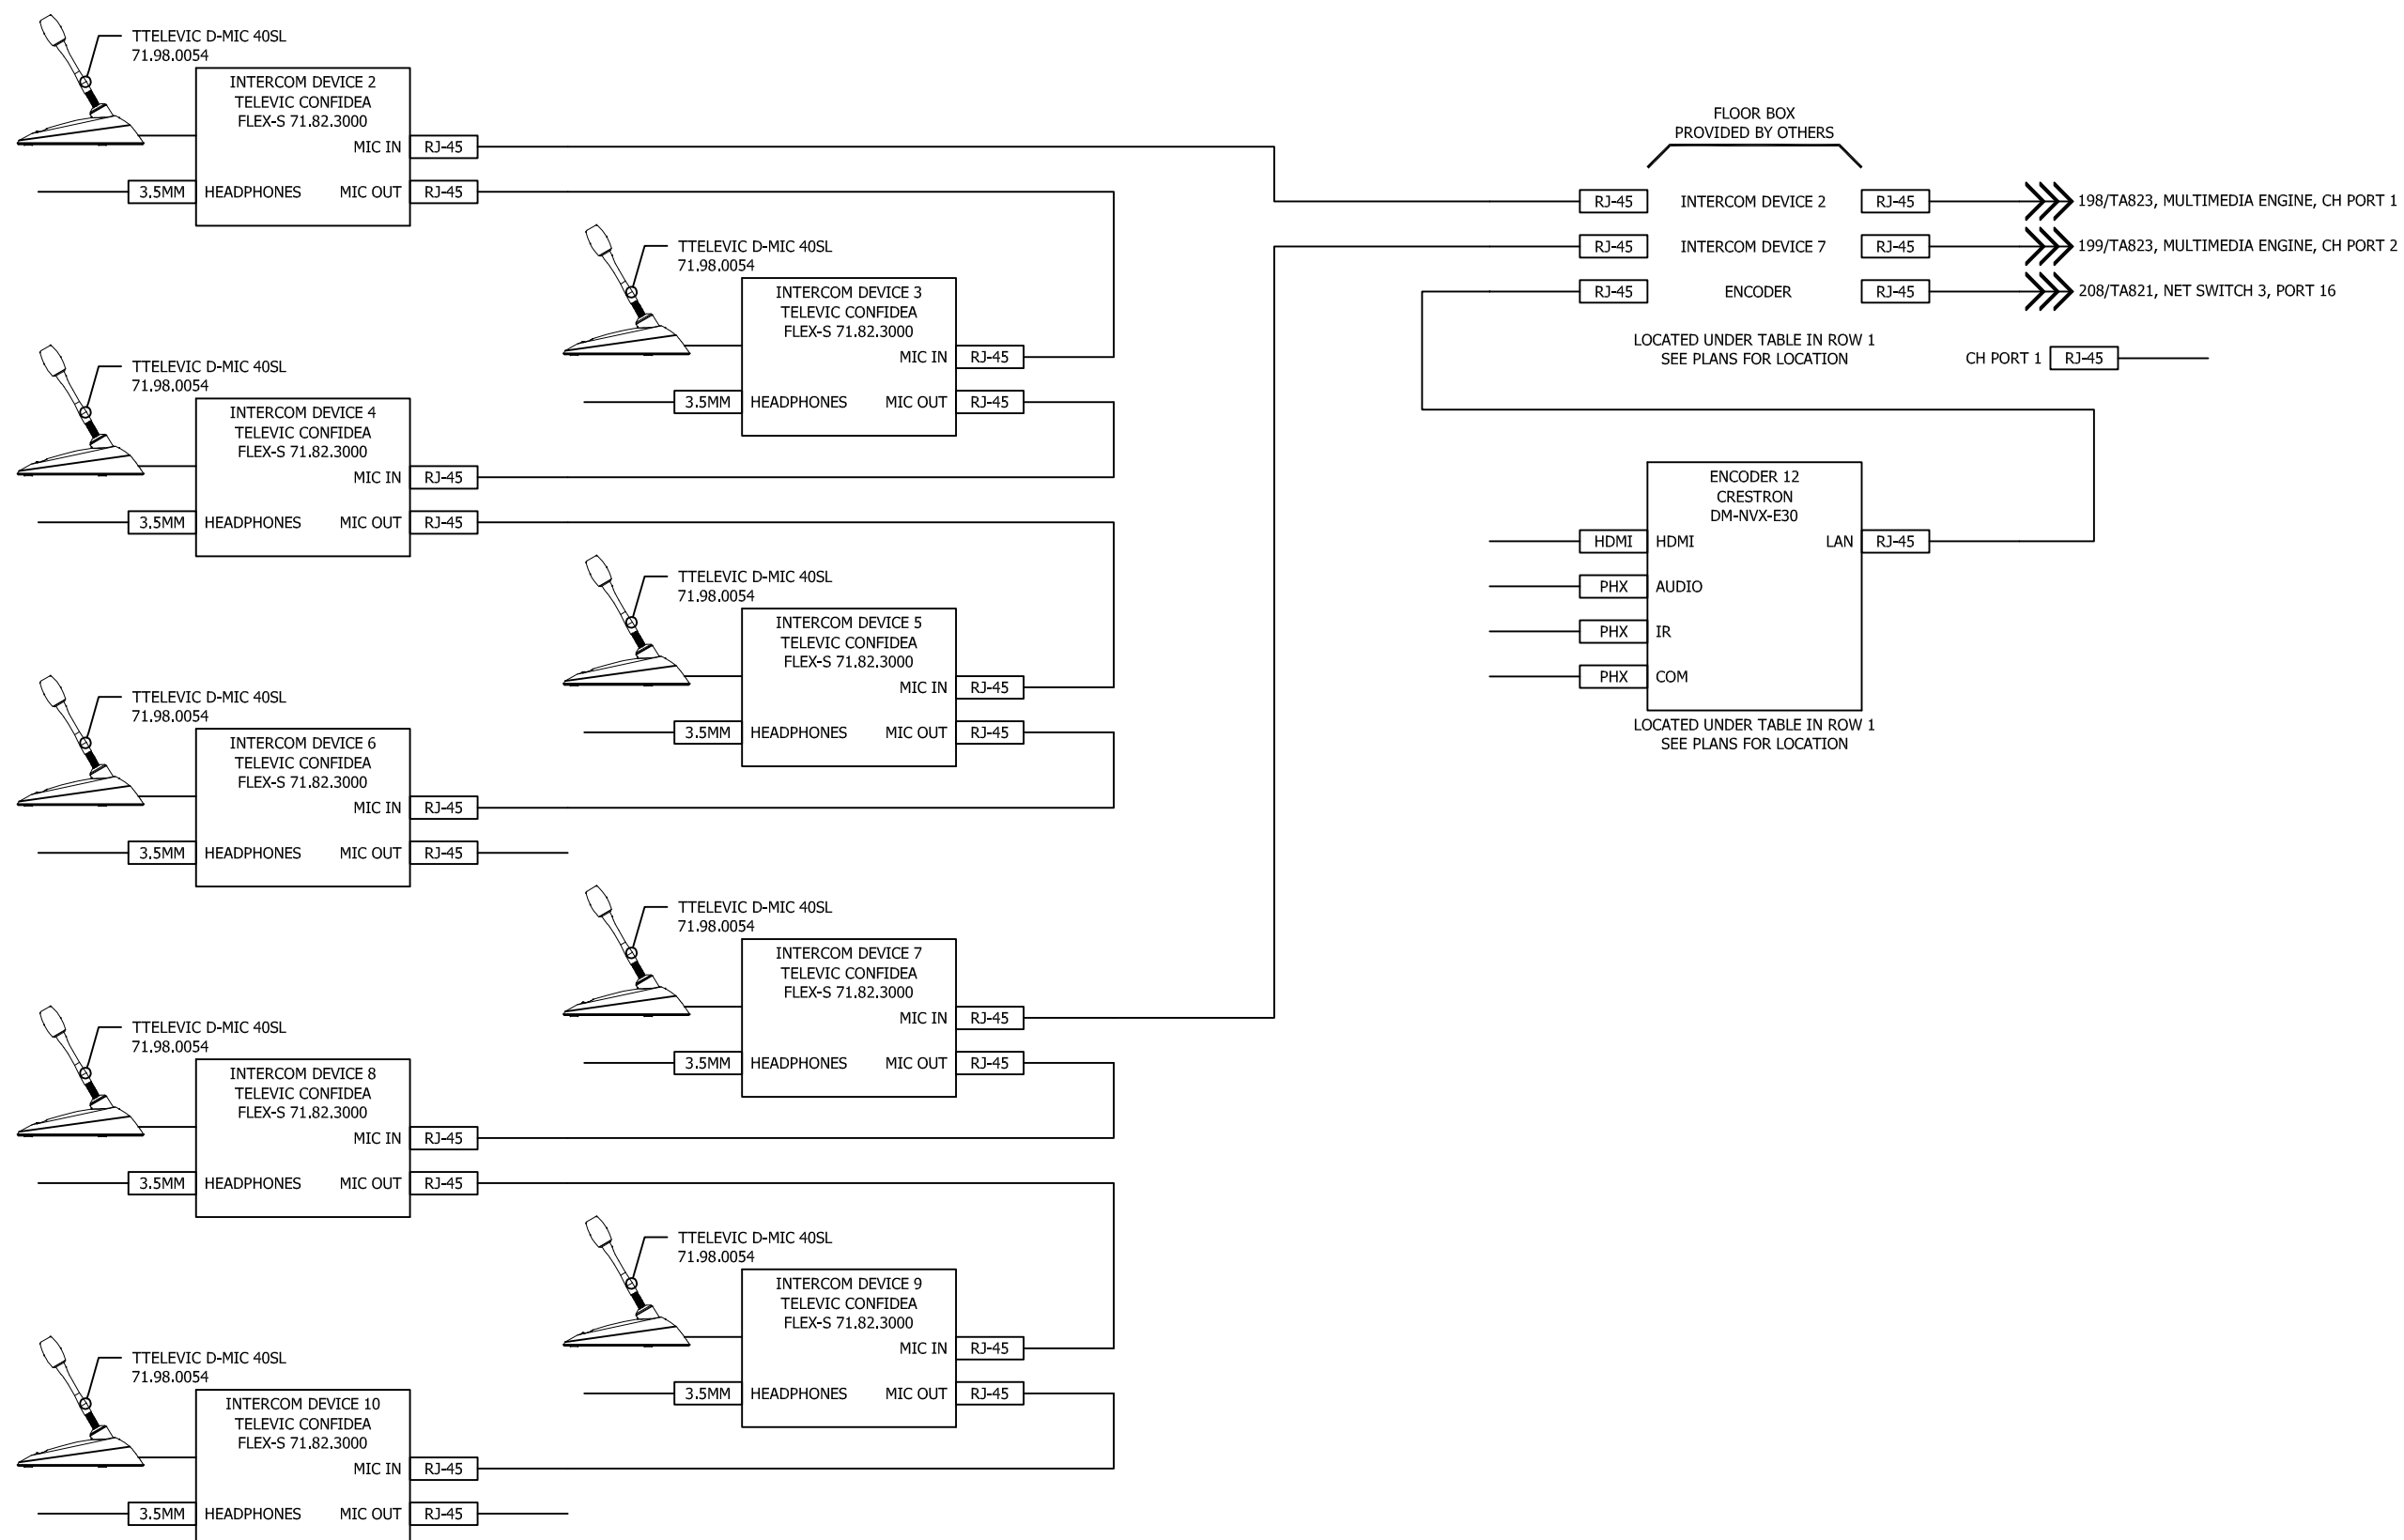 TTELEVIC D-MIC 40SL
71.98.0054
INTERCOM DEVICE 2
TELEVIC CONFIDEA
FLEX-S 71.82.3000
MIC IN RJ-45
3.5MM HEADPHONES MIC OUT RJ-45
TTELEVIC D-MIC 40SL
71.98.0054
INTERCOM DEVICE 3
TELEVIC CONFIDEA
FLEX-S 71.82.3000
MIC IN RJ-45
3.5MM HEADPHONES MIC OUT RJ-45
TTELEVIC D-MIC 40SL
71.98.0054
INTERCOM DEVICE 4
TELEVIC CONFIDEA
FLEX-S 71.82.3000
MIC IN RJ-45
3.5MM HEADPHONES MIC OUT RJ-45
TTELEVIC D-MIC 40SL
71.98.0054
INTERCOM DEVICE 5
TELEVIC CONFIDEA
FLEX-S 71.82.3000
MIC IN RJ-45
3.5MM HEADPHONES MIC OUT RJ-45
TTELEVIC D-MIC 40SL
71.98.0054
INTERCOM DEVICE 6
TELEVIC CONFIDEA
FLEX-S 71.82.3000
MIC IN RJ-45
3.5MM HEADPHONES MIC OUT RJ-45
TTELEVIC D-MIC 40SL
71.98.0054
INTERCOM DEVICE 7
TELEVIC CONFIDEA
FLEX-S 71.82.3000
MIC IN RJ-45
3.5MM HEADPHONES MIC OUT RJ-45
TTELEVIC D-MIC 40SL
71.98.0054
INTERCOM DEVICE 8
TELEVIC CONFIDEA
FLEX-S 71.82.3000
MIC IN RJ-45
3.5MM HEADPHONES MIC OUT RJ-45
TTELEVIC D-MIC 40SL
71.98.0054
INTERCOM DEVICE 9
TELEVIC CONFIDEA
FLEX-S 71.82.3000
MIC IN RJ-45
3.5MM HEADPHONES MIC OUT RJ-45
TTELEVIC D-MIC 40SL
71.98.0054
INTERCOM DEVICE 10
TELEVIC CONFIDEA
FLEX-S 71.82.3000
MIC IN RJ-45
3.5MM HEADPHONES MIC OUT RJ-45
FLOOR BOX
PROVIDED BY OTHERS
RJ-45 INTERCOM DEVICE 2 RJ-45 198/TA823, MULTIMEDIA ENGINE, CH PORT 1
RJ-45 INTERCOM DEVICE 7 RJ-45 199/TA823, MULTIMEDIA ENGINE, CH PORT 2
RJ-45 ENCODER RJ-45 208/TA821, NET SWITCH 3, PORT 16
LOCATED UNDER TABLE IN ROW 1
SEE PLANS FOR LOCATION
CH PORT 1 RJ-45
ENCODER 12
CRESTRON
DM-NVX-E30
HDMI HDMI LAN RJ-45
PHX AUDIO
PHX IR
PHX COM
LOCATED UNDER TABLE IN ROW 1
SEE PLANS FOR LOCATION